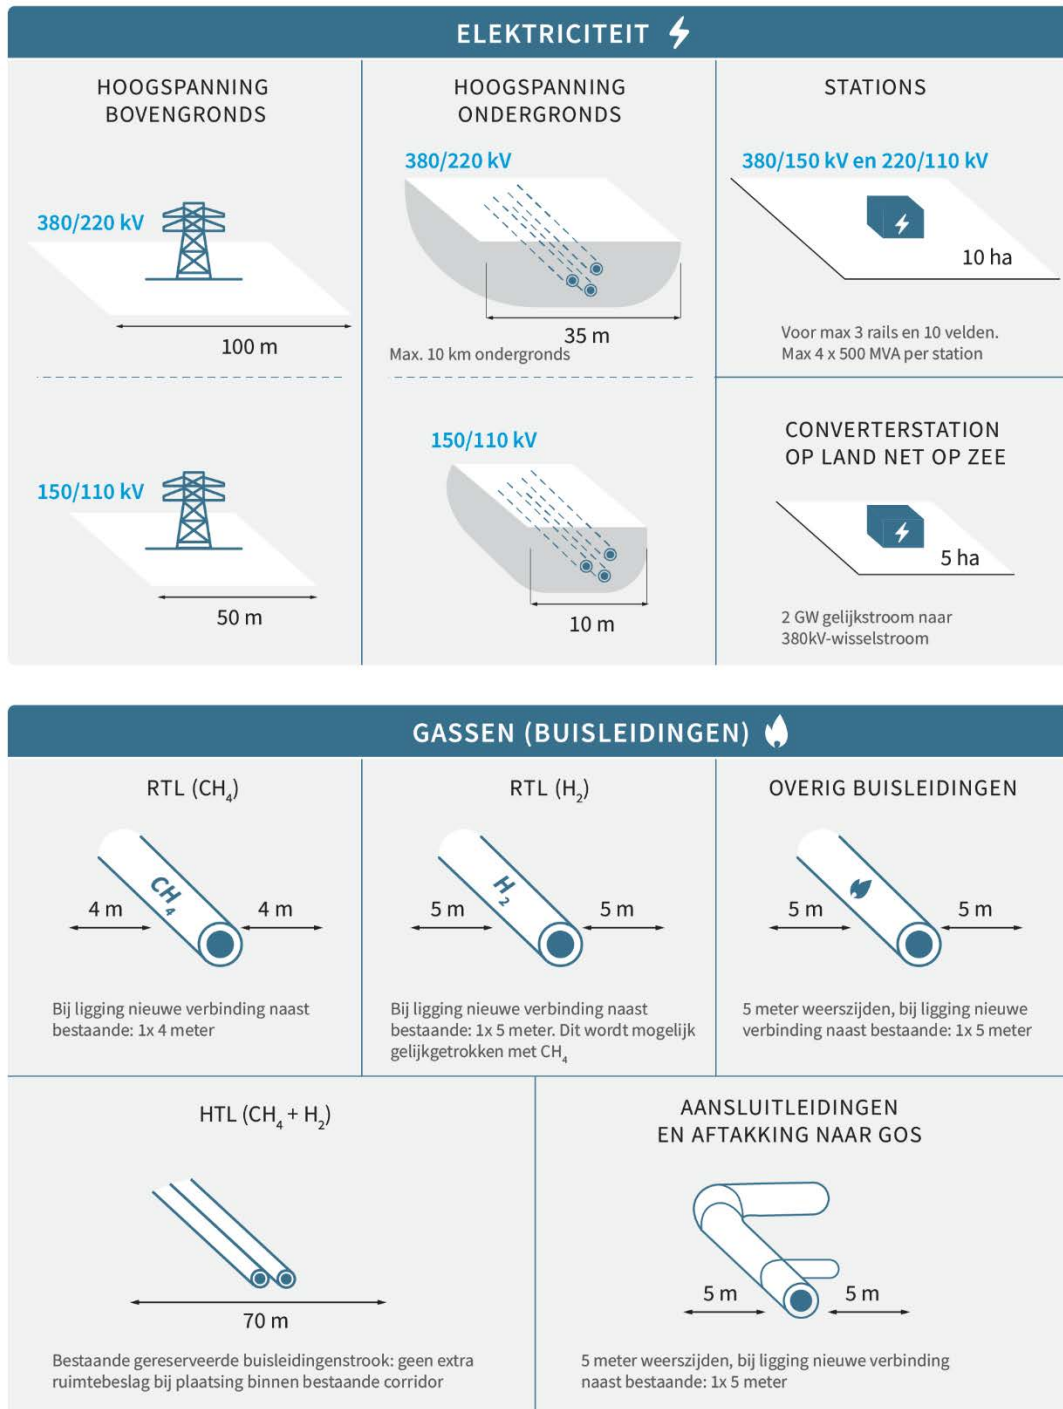 ELEKTRICITEIT
HOOGSPANNING
BOVENGRONDS
380/220 kV
100 m
150/110 kV
50 m
HOOGSPANNING
ONDERGRONDS
380/220 kV
35 m
Max. 10 km ondergronds
150/110 kV
10 m
STATIONS
380/150 kV en 220/110 kV
10 ha
Voor max 3 rails en 10 velden.
Max 4 x 500 MVA per station
CONVERTERSTATION
OP LAND NET OP ZEE
5 ha
2 GW gelijkstroom naar
380kV-wisselstroom
GASSEN (BUISLEIDINGEN)
RTL (CH₄)
CH₄
4 m
4 m
Bij ligging nieuwe verbinding naast
bestaande: 1x 4 meter
RTL (H₂)
H₂
5 m
5 m
Bij ligging nieuwe verbinding naast
bestaande: 1x 5 meter. Dit wordt mogelijk
gelijkgetrokken met CH₄
OVERIG BUISLEIDINGEN
5 m
5 m
5 meter weerszijden, bij ligging nieuwe
verbinding naast bestaande: 1x 5 meter
HTL (CH₄ + H₂)
70 m
Bestaande gereserveerde buisleidingenstrook: geen extra
ruimtebeslag bij plaatsing binnen bestaande corridor
AANSLUITLEIDINGEN
EN AFTAKKING NAAR GOS
5 m
5 m
5 meter weerszijden, bij ligging nieuwe verbinding
naast bestaande: 1x 5 meter